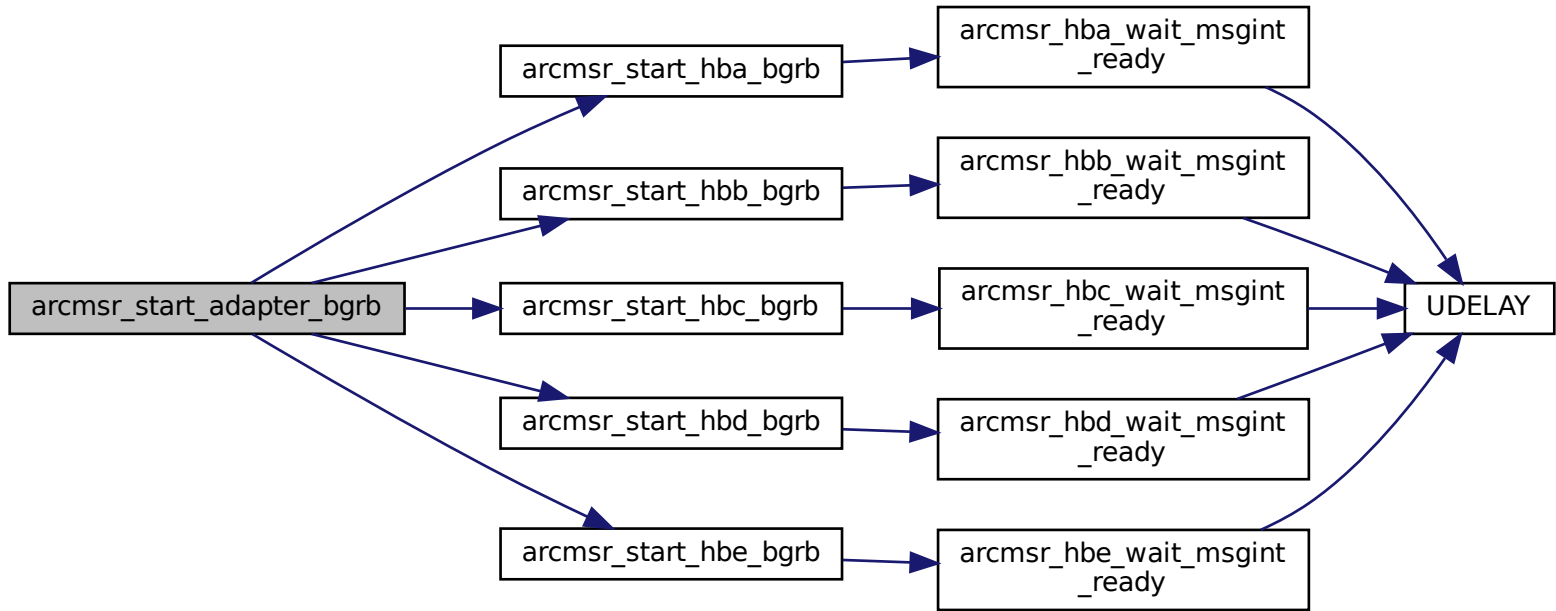 arcmsr_start_adapter_bgrb
arcmsr_start_hba_bgrb
arcmsr_start_hbb_bgrb
arcmsr_start_hbc_bgrb
arcmsr_start_hbd_bgrb
arcmsr_start_hbe_bgrb
arcmsr_hba_wait_msgint
_ready
arcmsr_hbb_wait_msgint
_ready
arcmsr_hbc_wait_msgint
_ready
arcmsr_hbd_wait_msgint
_ready
arcmsr_hbe_wait_msgint
_ready
UDELAY